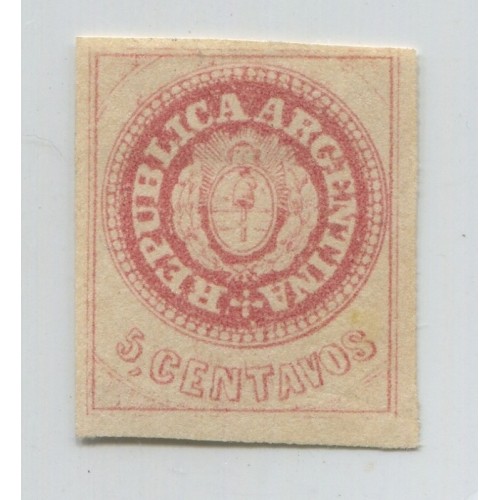 REPUBLICA ARGENTINA
5, CENTAVOS